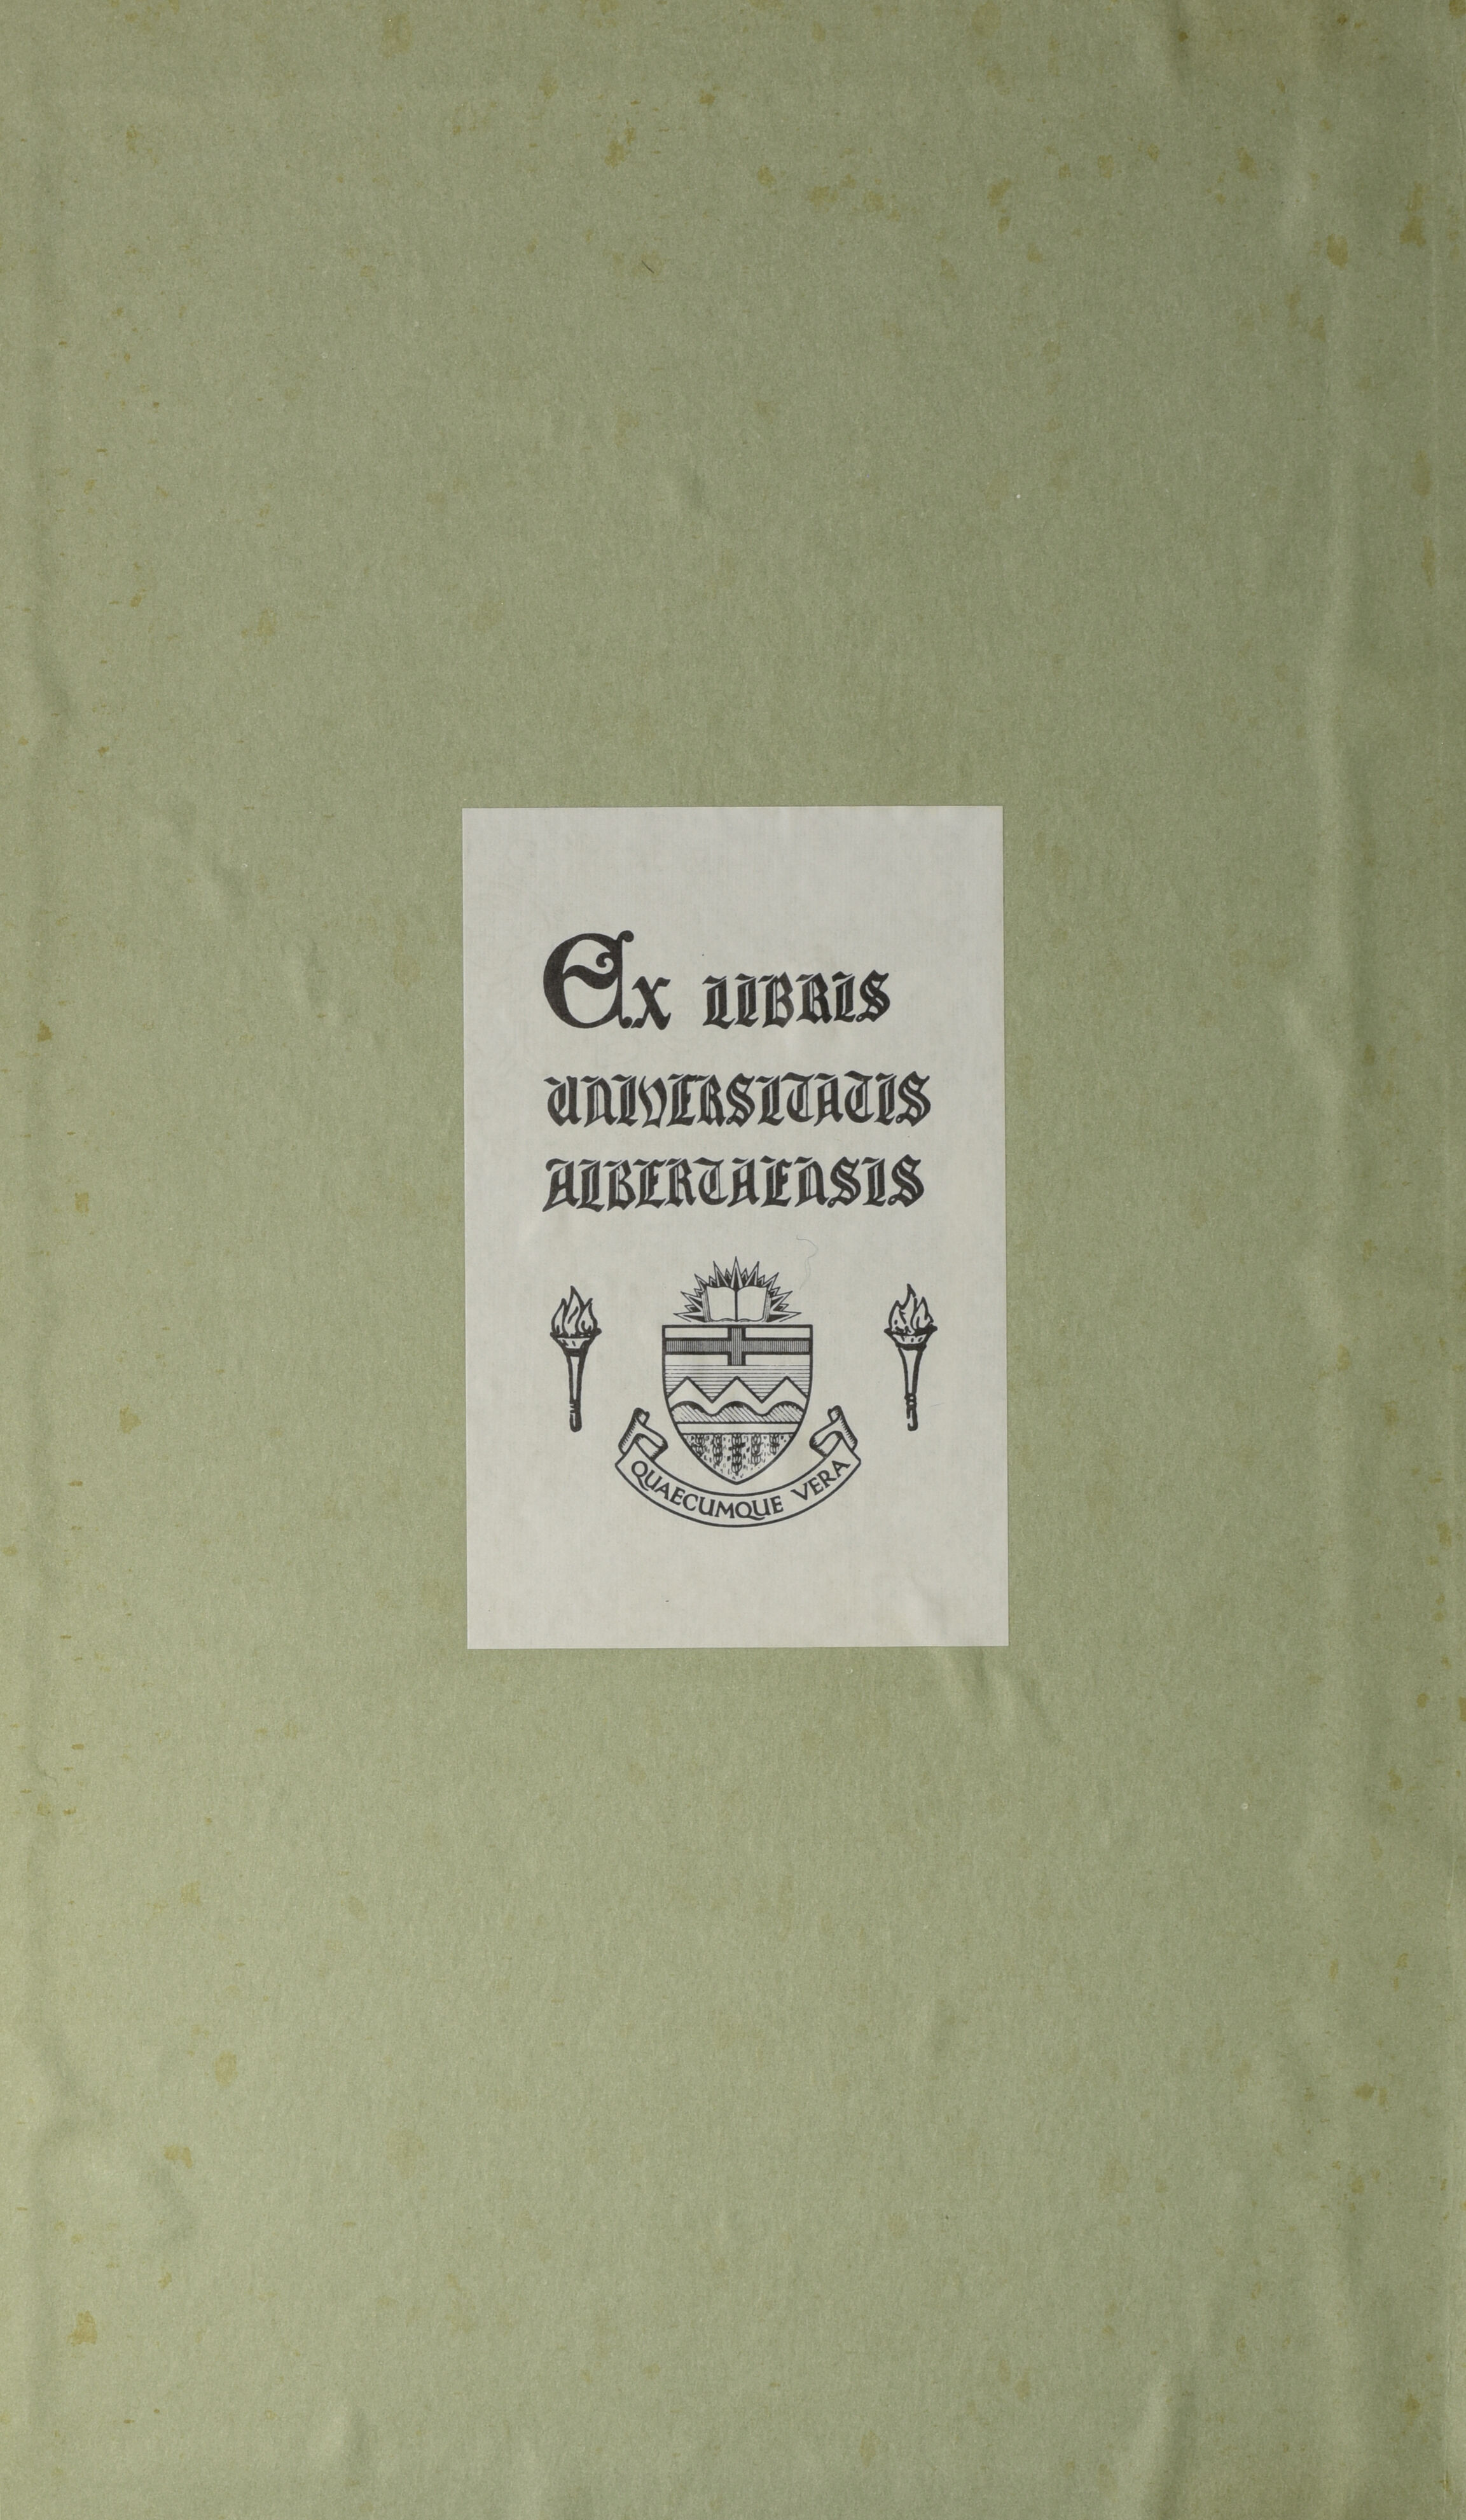 Ex LIBRIS
UNIVERSITATIS
ALBERTAENSIS
QUAECUMQUE VERA